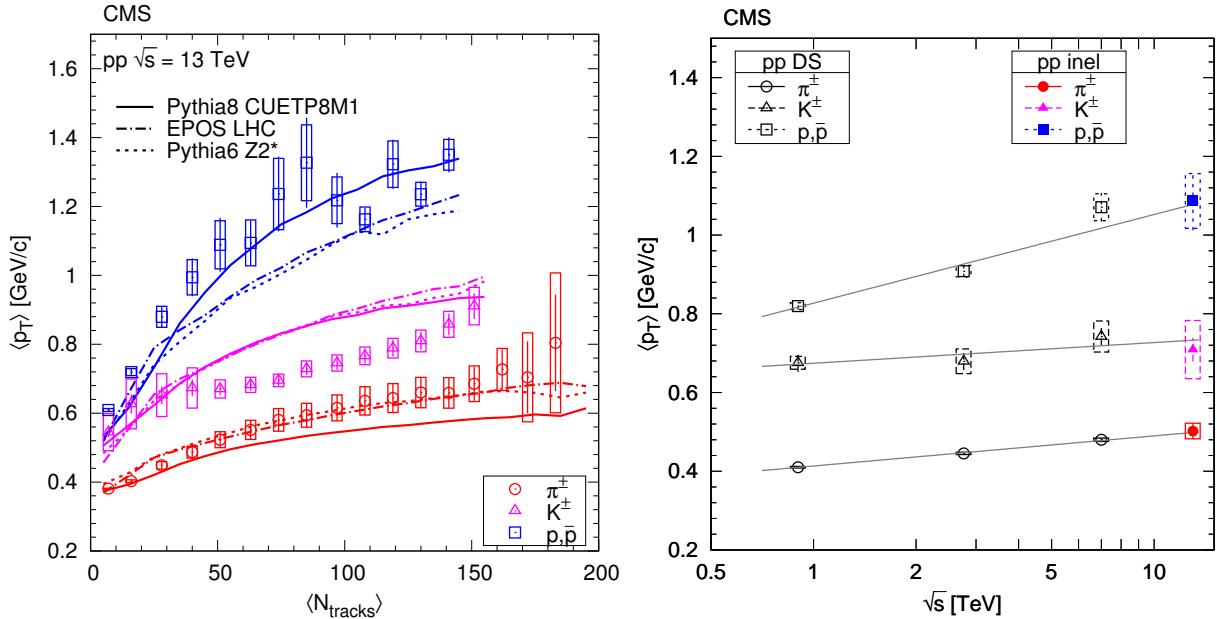 CMS
pp √s = 13 TeV
Pythia8 CUETP8M1
EPOS LHC
Pythia6 Z2*
⟨p_T⟩ [GeV/c]
1.6
1.4
1.2
1
0.8
0.6
0.4
0.2
π±
K±
p,p̄
0 50 100 150 200
⟨N_tracks⟩
CMS
pp DS
π±
K±
p,p̄
pp inel
π±
K±
p,p̄
⟨p_T⟩ [GeV/c]
1.4
1.2
1
0.8
0.6
0.4
0.2
0.5 1 2 5 10
√s [TeV]